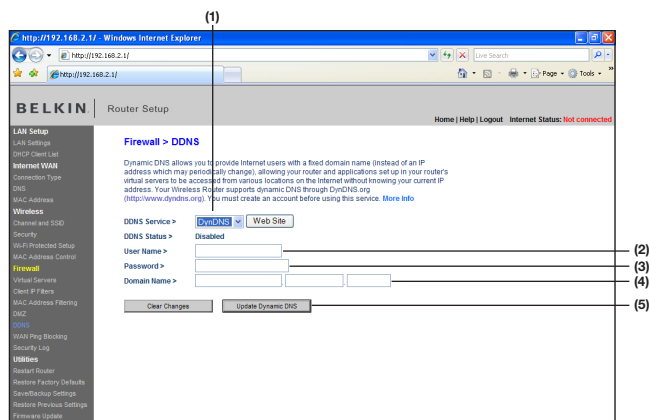 (1)
http://192.168.2.1/ - Windows Internet Explorer
http://192.168.2.1/
Live Search
http://192.168.2.1/
Page
Tools
BELKIN
Router Setup
Home | Help | Logout Internet Status: Not connected
LAN Setup
LAN Settings
DHCP Client List
Internet WAN
Connection Type
DNS
MAC Address
Wireless
Channel and SSID
Security
Wi-Fi Protected Setup
MAC Address Control
Firewall
Virtual Servers
Client IP Filters
MAC Address Filtering
DMZ
DDNS
WAN Ping Blocking
Security Log
Utilities
Restart Router
Restore Factory Defaults
Save/Backup Settings
Restore Previous Settings
Firmware Update
Firewall > DDNS
Dynamic DNS allows you to provide Internet users with a fixed domain name (instead of an IP
address which may periodically change), allowing your router and applications set up in your router's
virtual servers to be accessed from various locations on the Internet without knowing your current IP
address. Your Wireless Router supports dynamic DNS through DynDNS.org
(http://www.dyndns.org). You must create an account before using this service. More Info
DDNS Service > DynDNS Web Site
DDNS Status > Disabled
User Name > (2)
Password > (3)
Domain Name > . . (4)
Clear Changes Update Dynamic DNS (5)